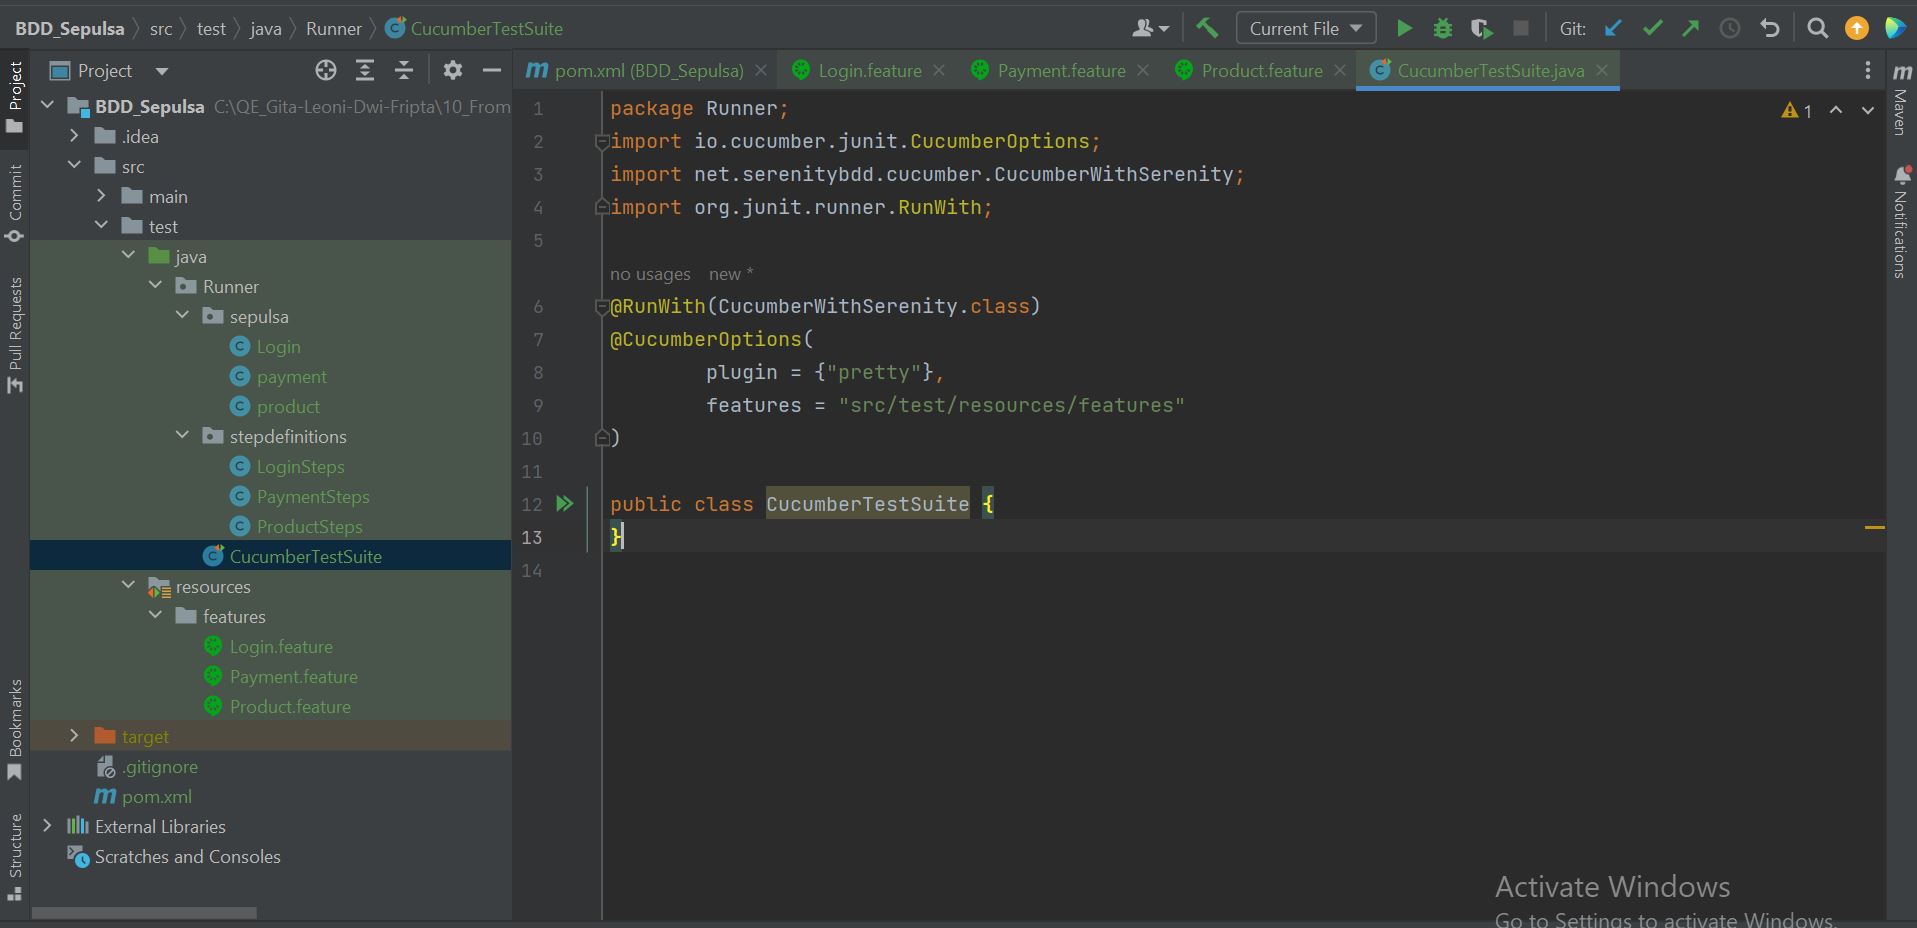 BDD_Sepulsa src test java Runner CucumberTestSuite
Current File Git:
Project
pom.xml (BDD_Sepulsa) Login.feature Payment.feature Product.feature CucumberTestSuite.java
Project
Commit
Pull Requests
Bookmarks
Structure
BDD_Sepulsa C:\QE_Gita-Leoni-Dwi-Fripta\10_From
.idea
src
main
test
java
Runner
sepulsa
Login
payment
product
stepdefinitions
LoginSteps
PaymentSteps
ProductSteps
CucumberTestSuite
resources
features
Login.feature
Payment.feature
Product.feature
target
.gitignore
pom.xml
External Libraries
Scratches and Consoles
1 package Runner;
2 import io.cucumber.junit.CucumberOptions;
3 import net.serenitybdd.cucumber.CucumberWithSerenity;
4 import org.junit.runner.RunWith;
5
no usages new *
6 @RunWith(CucumberWithSerenity.class)
7 @CucumberOptions(
8 plugin = {"pretty"},
9 features = "src/test/resources/features"
10 )
11
12 public class CucumberTestSuite {
13 }
14
1
m
Maven
Notifications
Activate Windows
Go to Settings to activate Windows.